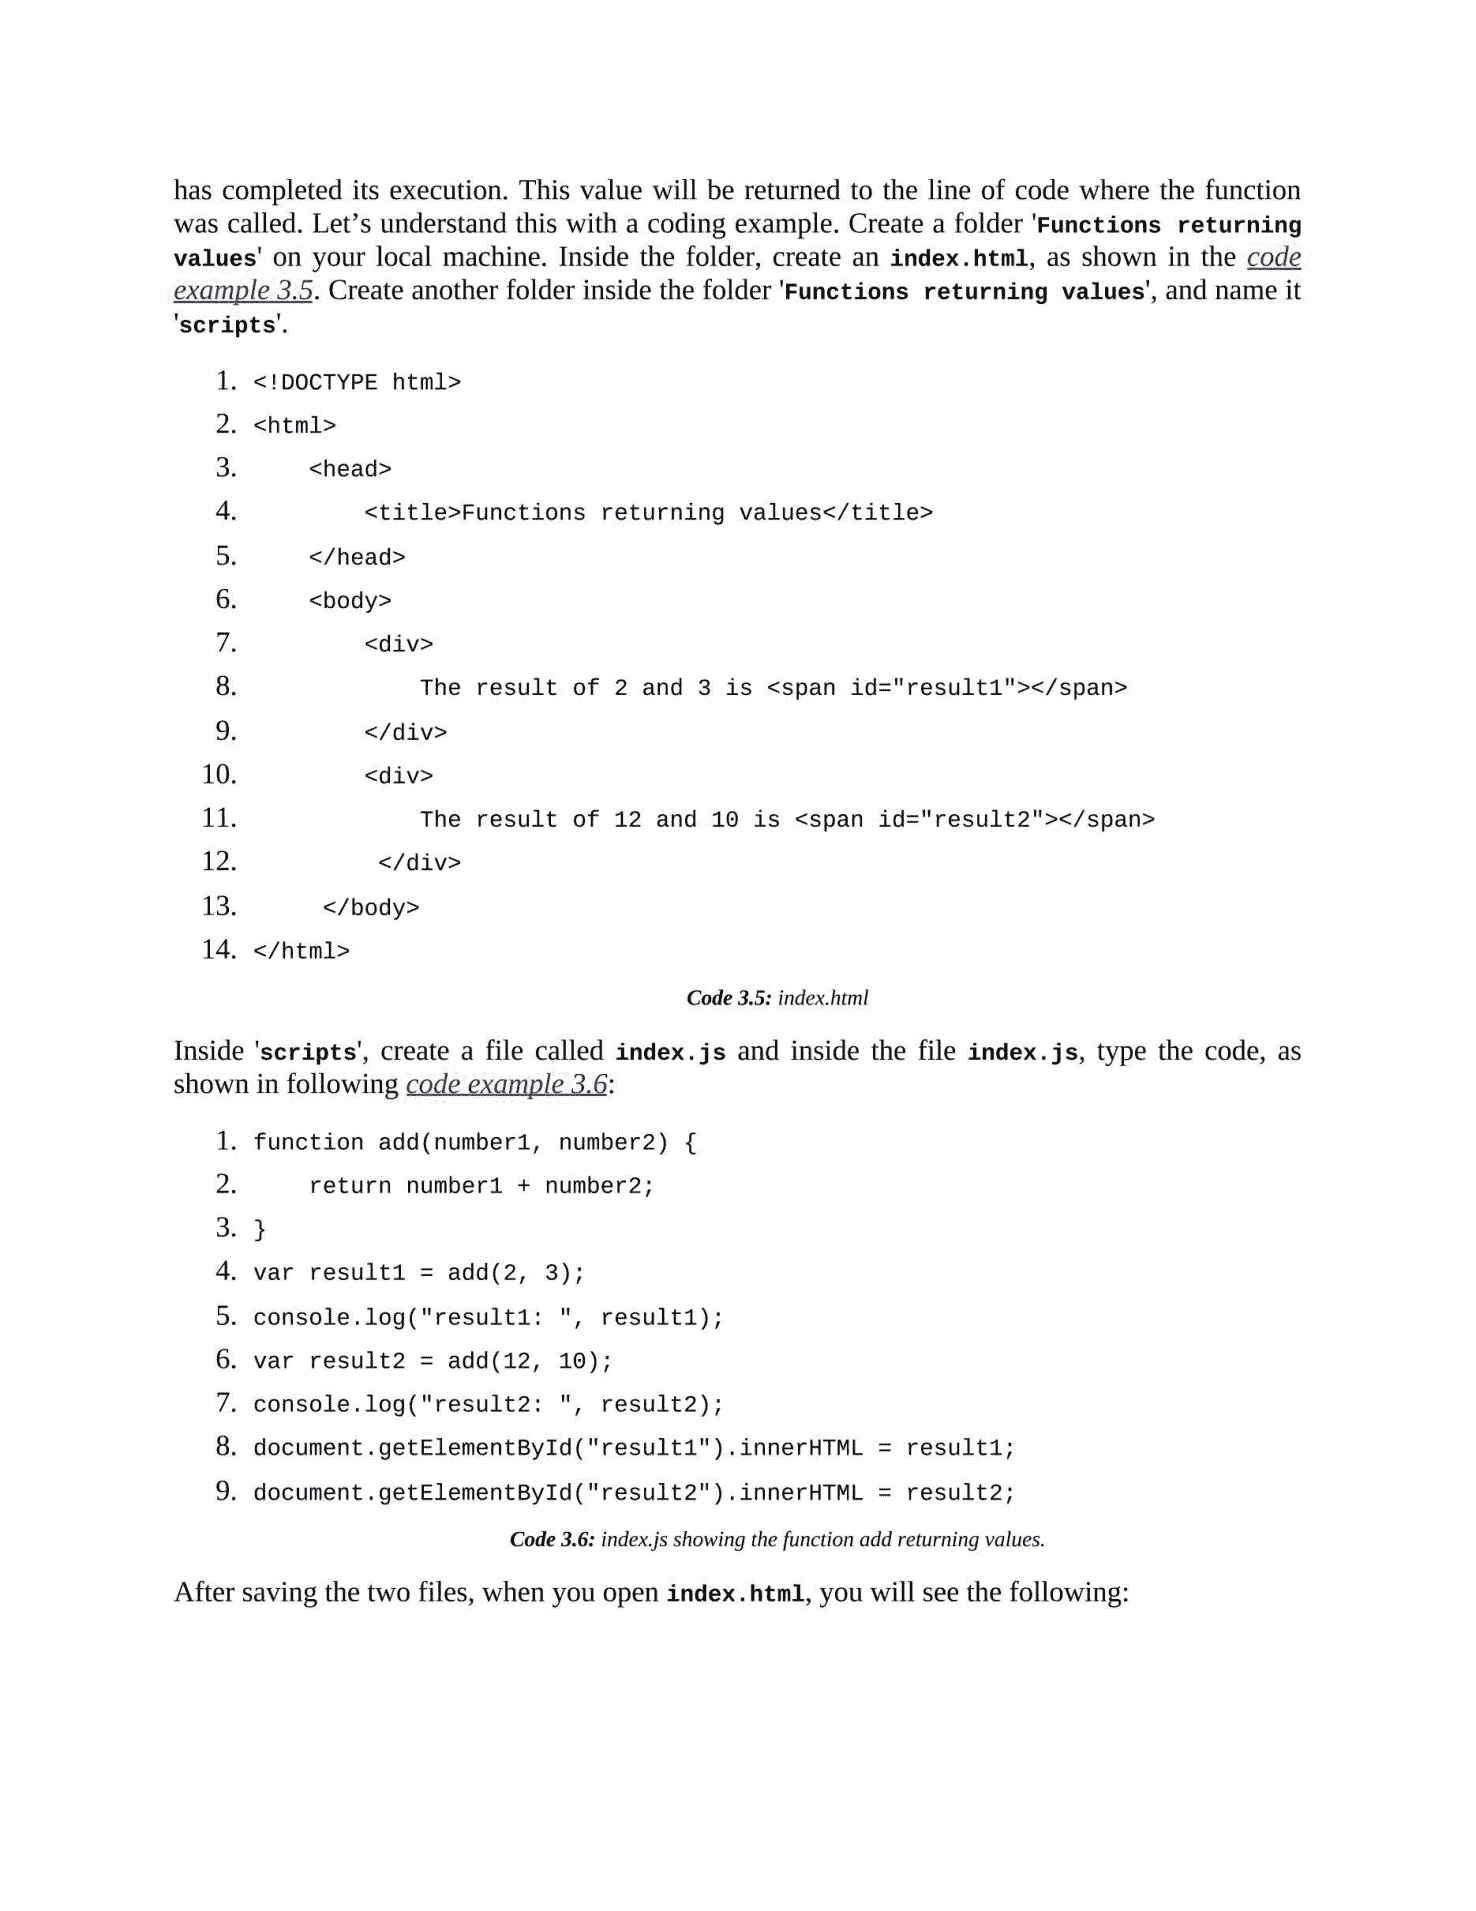 has completed its execution. This value will be returned to the line of code where the function
was called. Let’s understand this with a coding example. Create a folder 'Functions returning
values' on your local machine. Inside the folder, create an index.html, as shown in the code
example 3.5. Create another folder inside the folder 'Functions returning values', and name it
'scripts'.
1. <!DOCTYPE html>
2. <html>
3.     <head>
4.         <title>Functions returning values</title>
5.     </head>
6.     <body>
7.         <div>
8.             The result of 2 and 3 is <span id="result1"></span>
9.         </div>
10.         <div>
11.             The result of 12 and 10 is <span id="result2"></span>
12.          </div>
13.      </body>
14. </html>
Code 3.5: index.html
Inside 'scripts', create a file called index.js and inside the file index.js, type the code, as
shown in following code example 3.6:
1. function add(number1, number2) {
2.     return number1 + number2;
3. }
4. var result1 = add(2, 3);
5. console.log("result1: ", result1);
6. var result2 = add(12, 10);
7. console.log("result2: ", result2);
8. document.getElementById("result1").innerHTML = result1;
9. document.getElementById("result2").innerHTML = result2;
Code 3.6: index.js showing the function add returning values.
After saving the two files, when you open index.html, you will see the following: